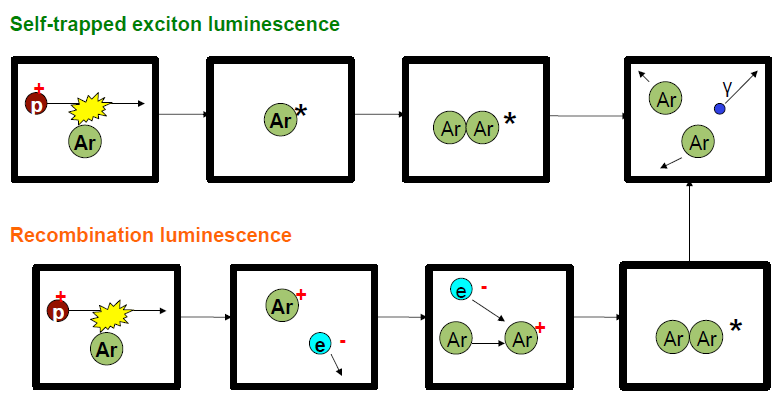 Self-trapped exciton luminescence
+
p
Ar
Ar*
Ar Ar *
Ar
γ
Ar
Recombination luminescence
+
p
Ar
Ar+
e -
e -
Ar Ar+
Ar Ar *